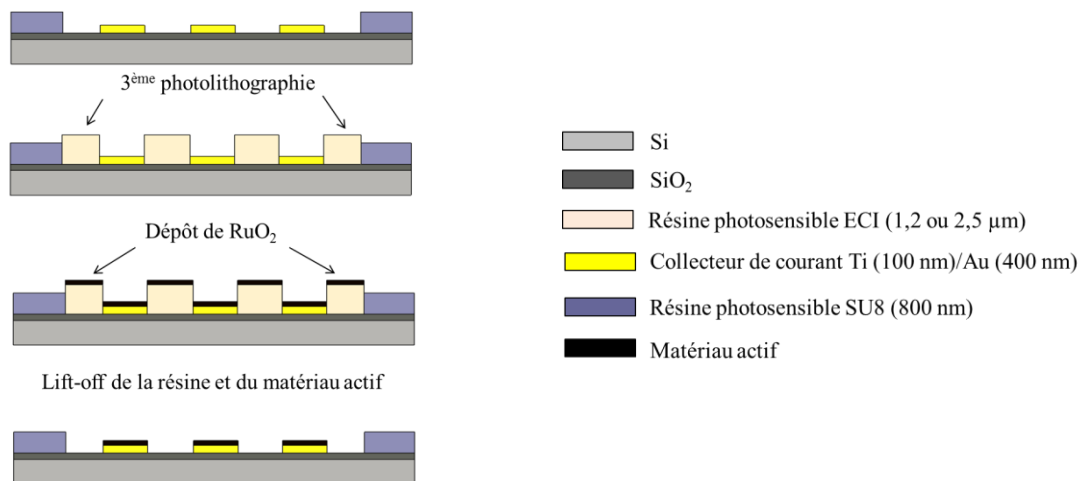 3ème photolithographie
Dépôt de RuO2
Lift-off de la résine et du matériau actif
Si
SiO2
Résine photosensible ECI (1,2 ou 2,5 µm)
Collecteur de courant Ti (100 nm)/Au (400 nm)
Résine photosensible SU8 (800 nm)
Matériau actif